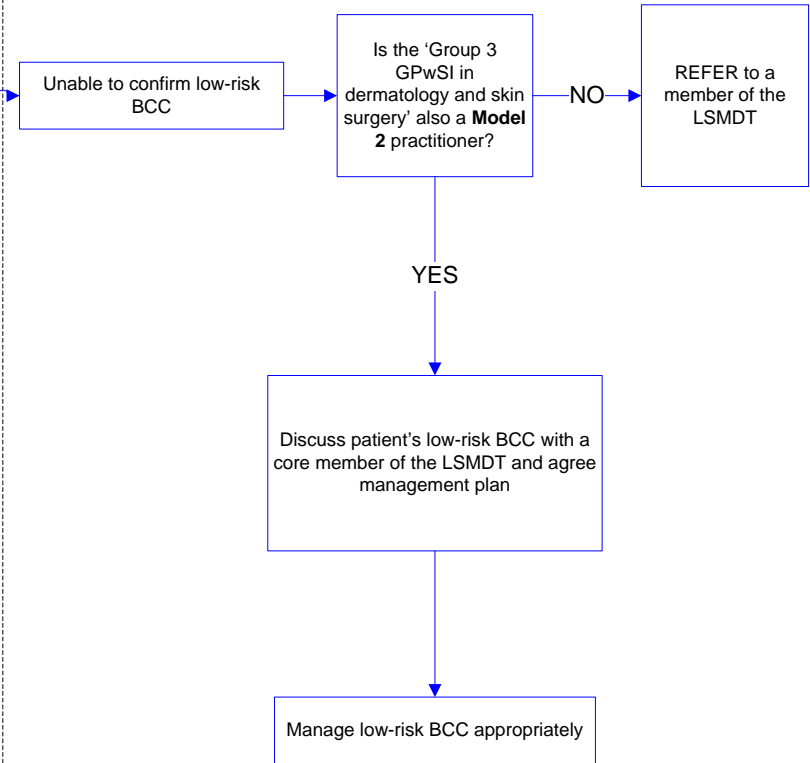 Unable to confirm low-risk
BCC
Is the ‘Group 3
GPwSI in
dermatology and skin
surgery’ also a Model
2 practitioner?
NO
REFER to a
member of the
LSMDT
YES
Discuss patient’s low-risk BCC with a
core member of the LSMDT and agree
management plan
Manage low-risk BCC appropriately